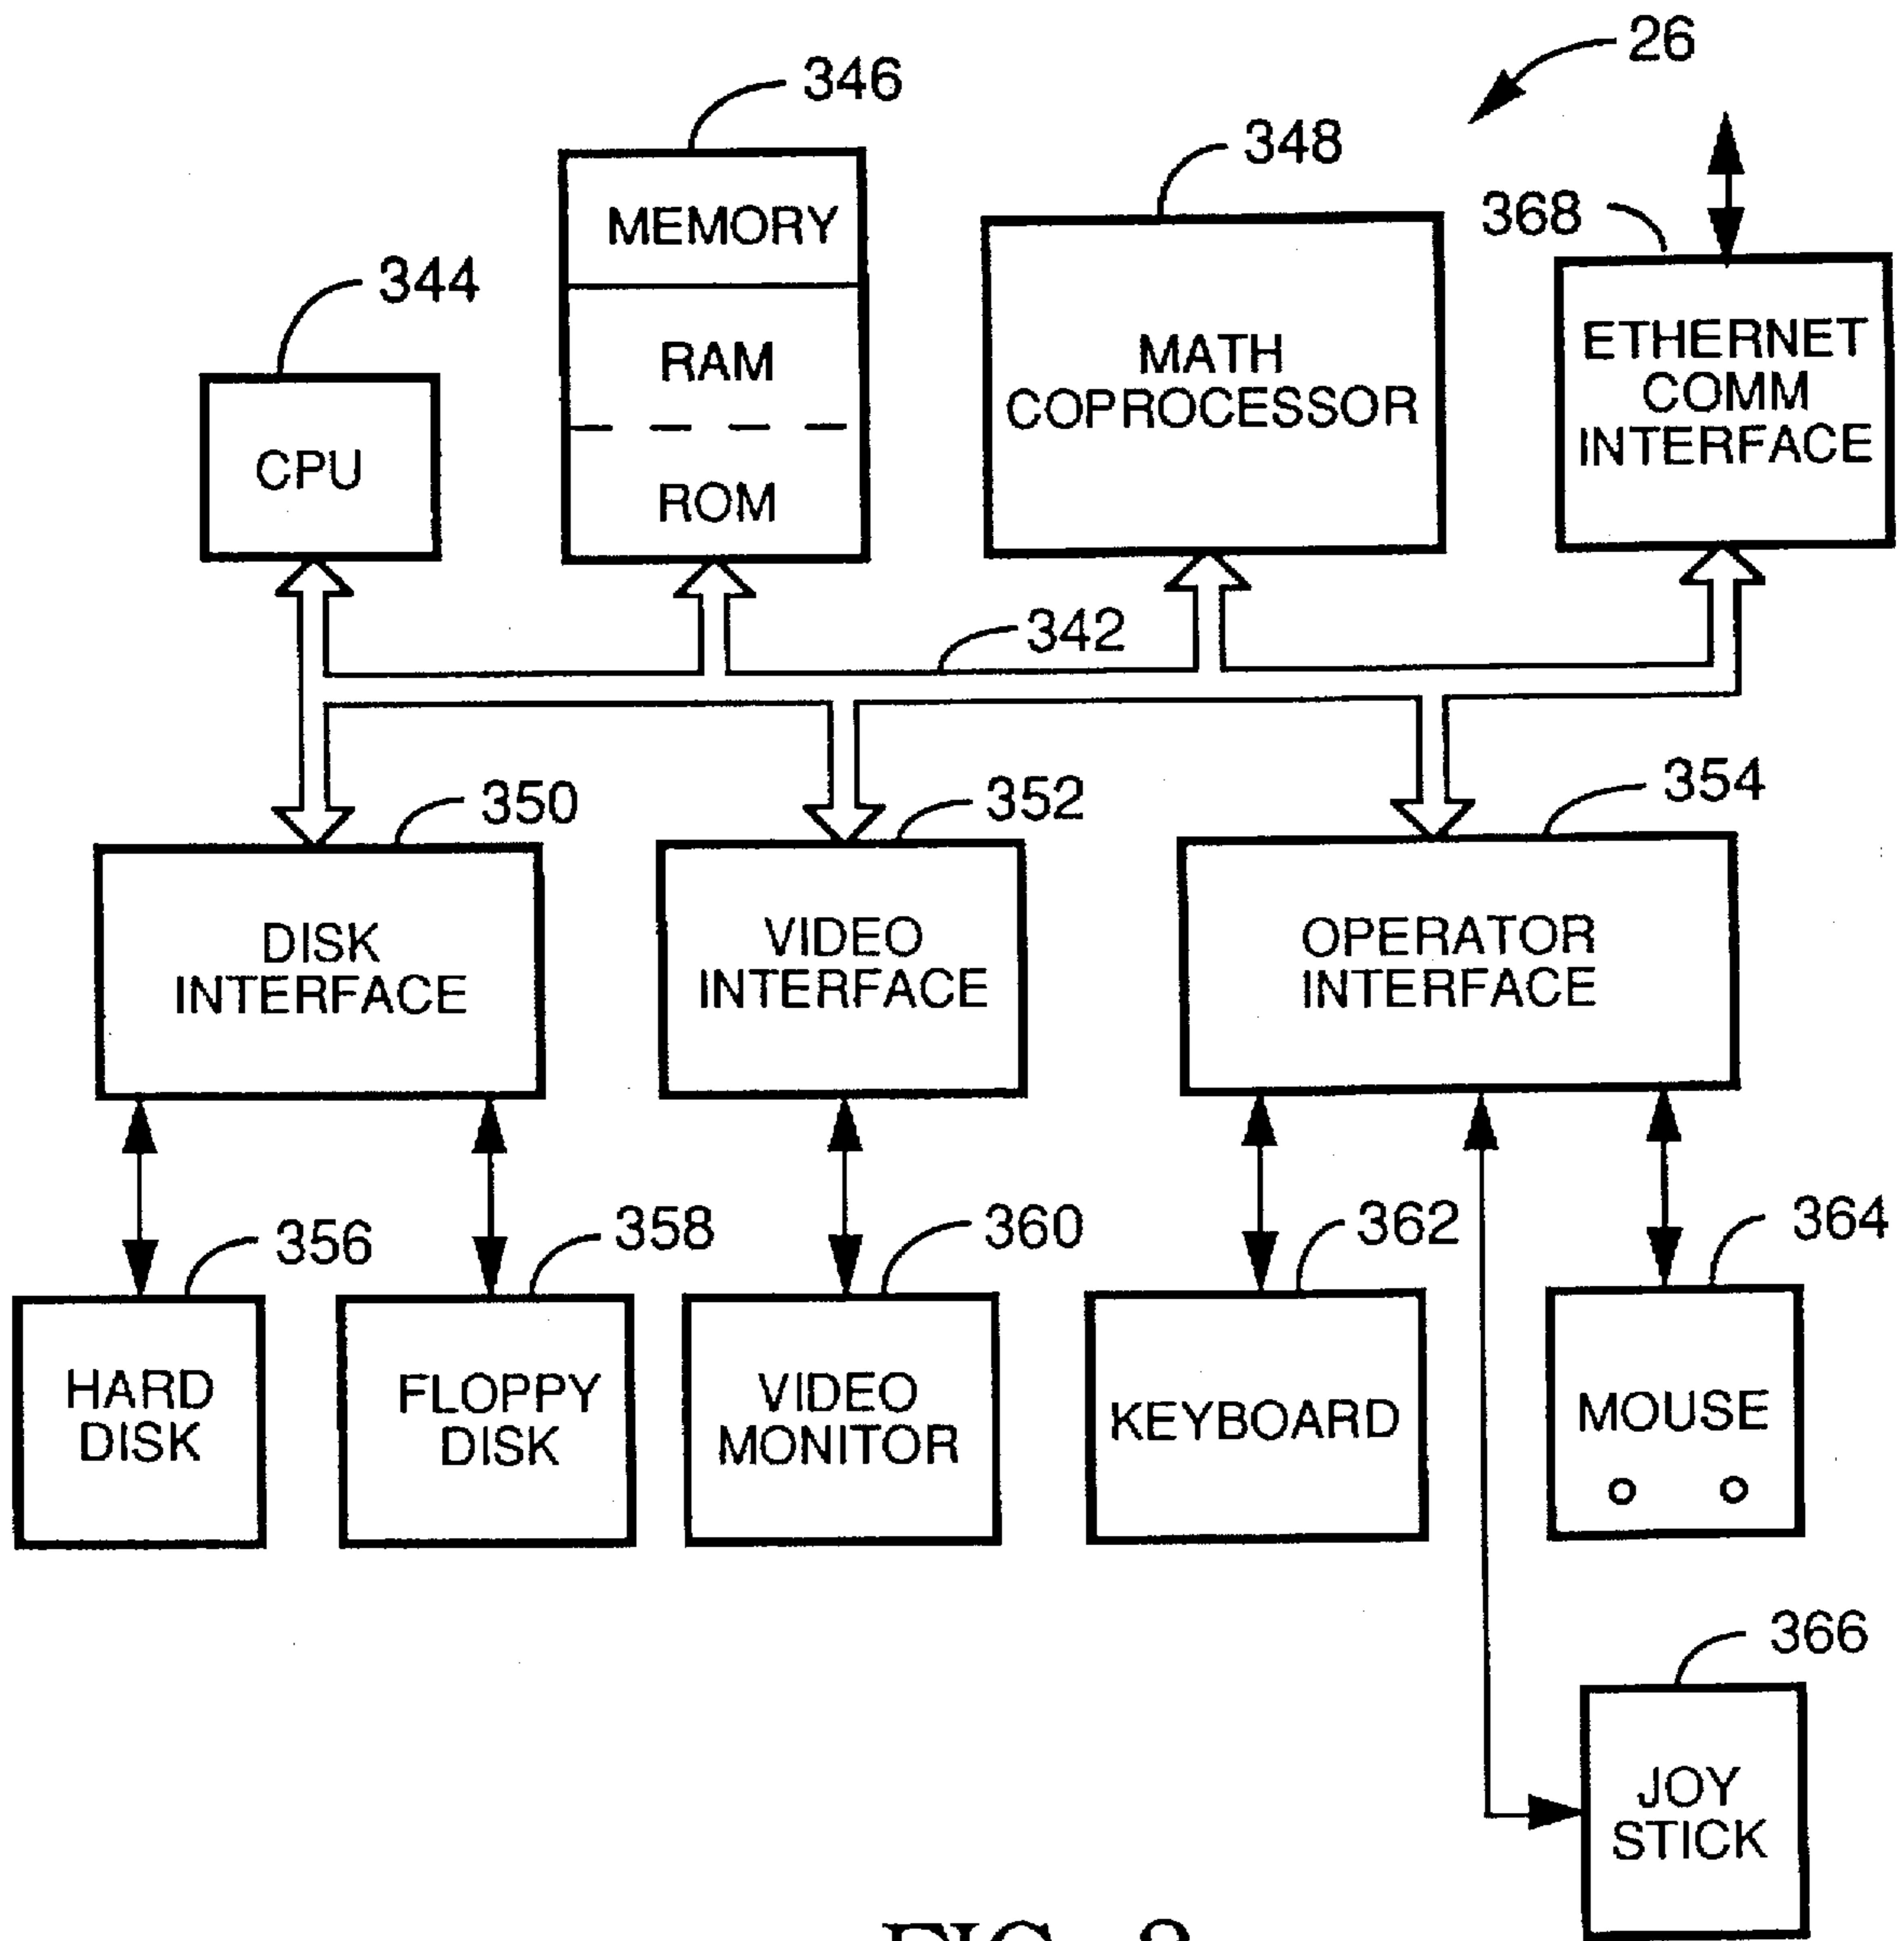 26
346
348
368
344
MEMORY
RAM
ROM
MATH
COPROCESSOR
ETHERNET
COMM
INTERFACE
CPU
342
350
352
354
DISK
INTERFACE
VIDEO
INTERFACE
OPERATOR
INTERFACE
356
358
360
362
364
HARD
DISK
FLOPPY
DISK
VIDEO
MONITOR
KEYBOARD
MOUSE
366
JOY
STICK